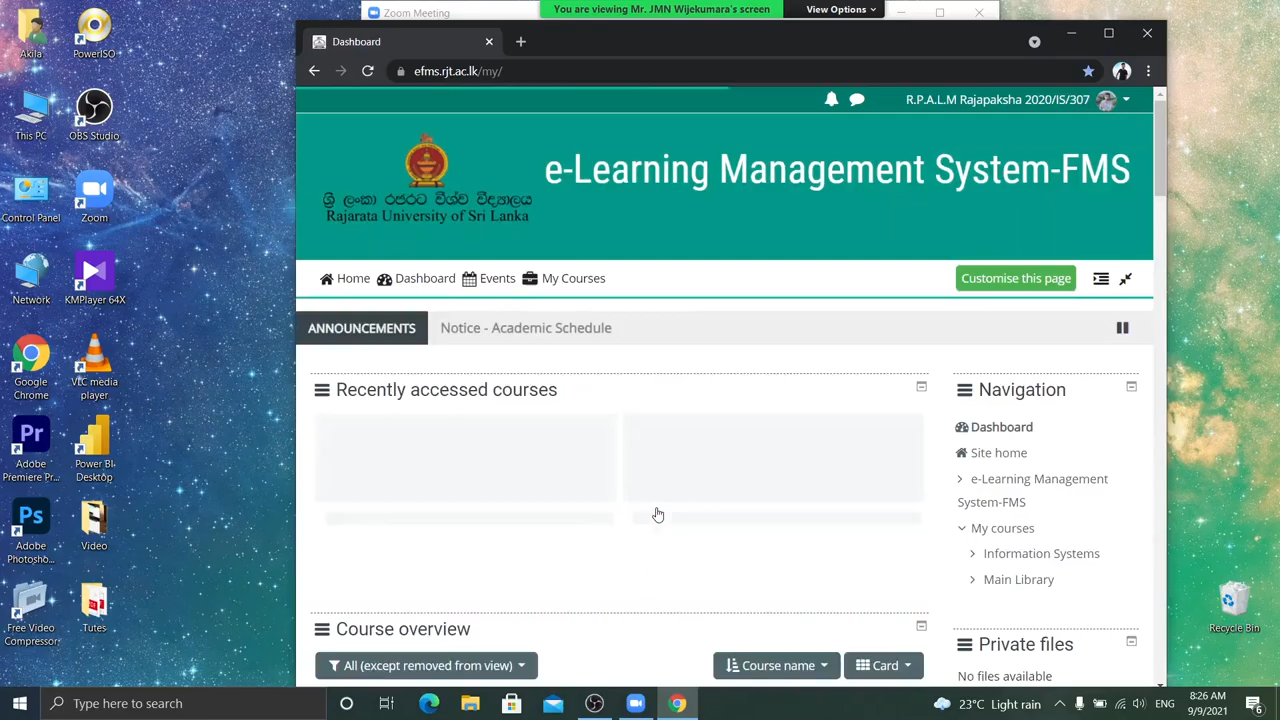 Akila
PowerISO
This PC
OBS Studio
Control Panel
Zoom
Network
KMPlayer 64X
Google
Chrome
VLC media
player
Pr
Adobe
Premiere Pr...
Power BI
Desktop
Ps
Adobe
Photosho...
Video
Free Video
Compressor
Tutes
Zoom Meeting
You are viewing Mr. JMN Wijekumara's screen
View Options
Dashboard
efms.rjt.ac.lk/my/
R.P.A.L.M Rajapaksha 2020/IS/307
ශ්‍රී ලංකා රජරට විශ්ව විද්‍යාලය
Rajarata University of Sri Lanka
e-Learning Management System-FMS
Home
Dashboard
Events
My Courses
Customise this page
ANNOUNCEMENTS
Notice - Academic Schedule
Recently accessed courses
Course overview
All (except removed from view)
Course name
Card
Navigation
Dashboard
Site home
e-Learning Management
System-FMS
My courses
Information Systems
Main Library
Private files
No files available
Recycle Bin
Type here to search
23°C Light rain
ENG
8:26 AM
9/9/2021
6